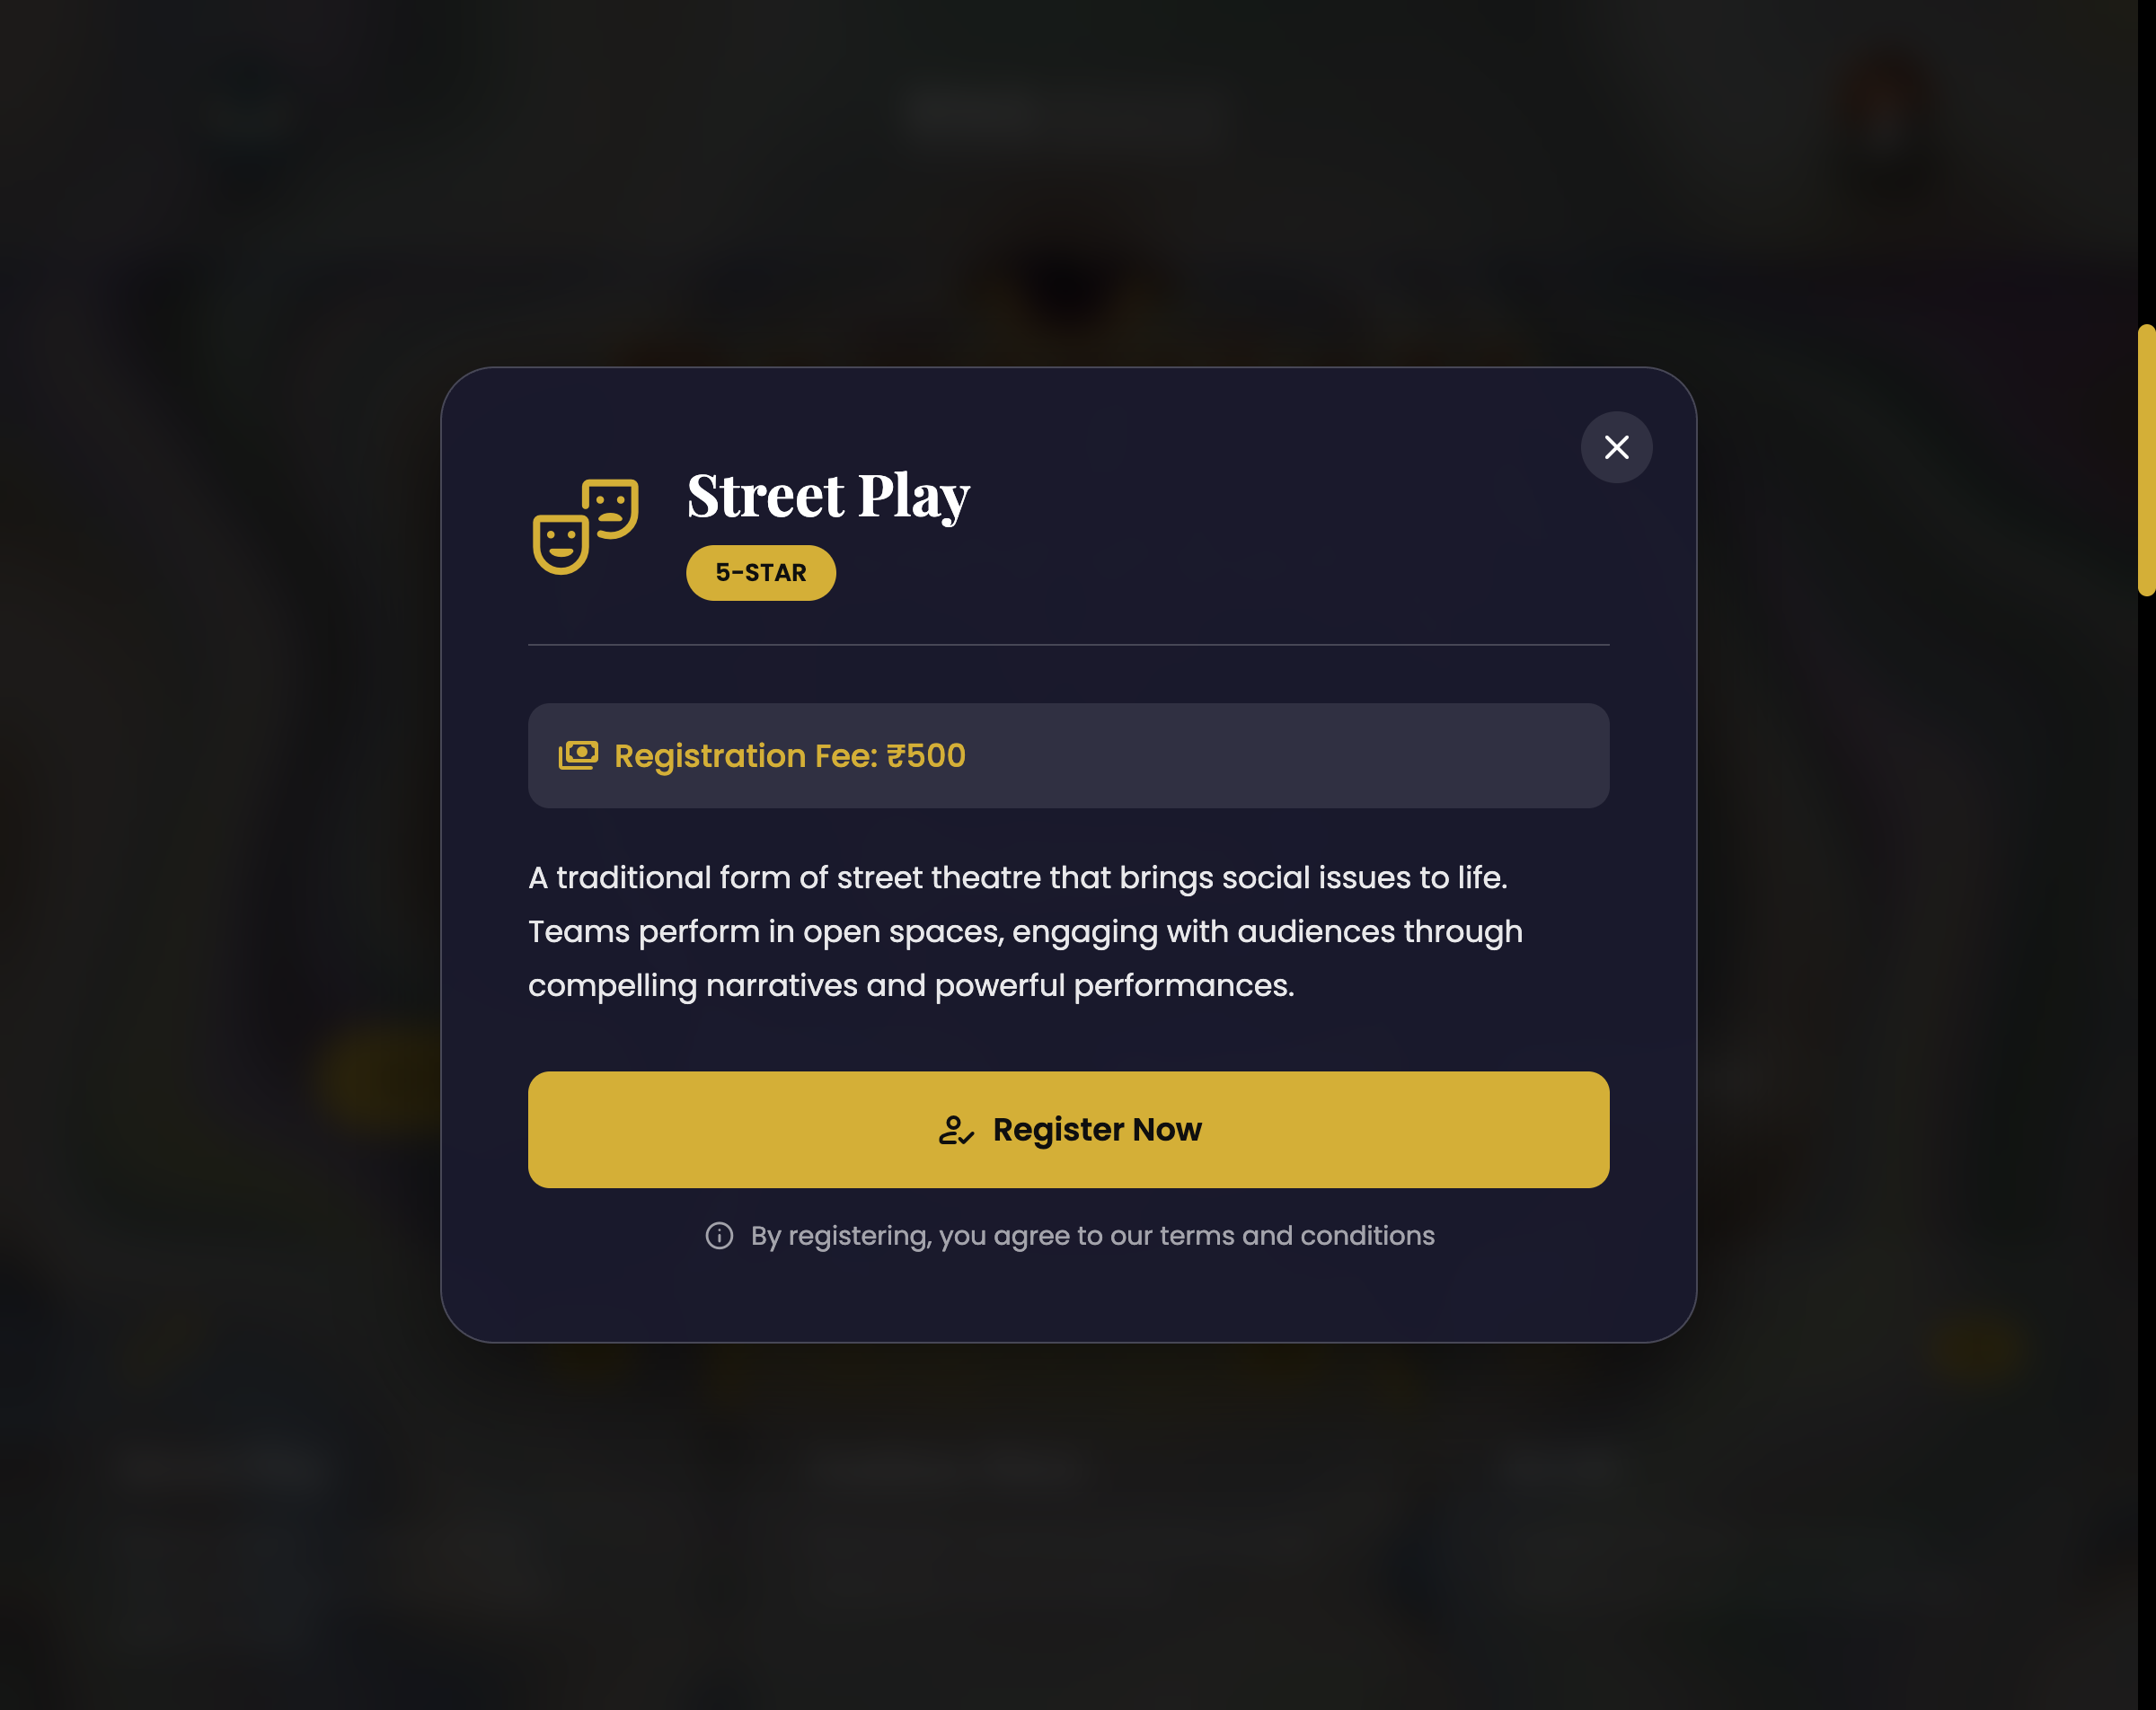 Street Play
5-STAR
Registration Fee: ₹500
A traditional form of street theatre that brings social issues to life.
Teams perform in open spaces, engaging with audiences through
compelling narratives and powerful performances.
Register Now
By registering, you agree to our terms and conditions